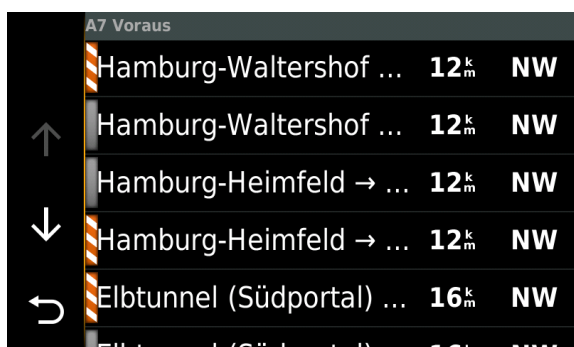 A7 Voraus
Hamburg-Waltershof ... 12 km NW
Hamburg-Waltershof ... 12 km NW
Hamburg-Heimfeld → ... 12 km NW
Hamburg-Heimfeld → ... 12 km NW
Elbtunnel (Südportal) ... 16 km NW